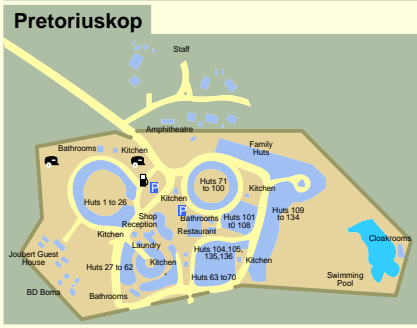 Pretoriuskop
Staff
Amphitheatre
Bathrooms
Kitchen
Family
Huts
Huts 71
to 100
Kitchen
Huts 1 to 26
Kitchen
P
P
Huts 109
to 134
Shop
Reception
Bathrooms
Huts 101
t0 108
Restaurant
Kitchen
Laundry
Cloakrooms
Joubert Guest
House
Huts 104,105,
135,136
Kitchen
Kitchen
Huts 27 to 62
Huts 63 to70
Swimming
Pool
BD Boma
Bathrooms